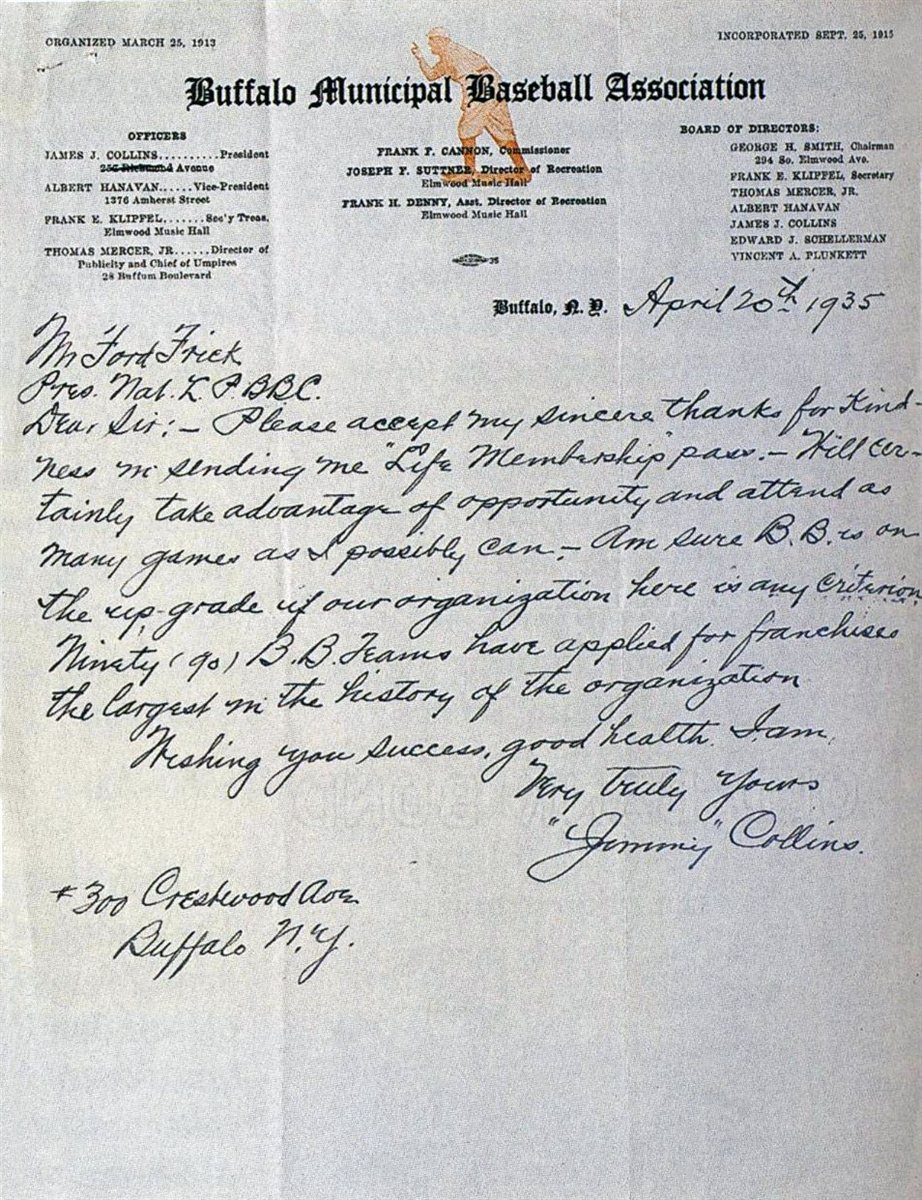 ORGANIZED MARCH 25, 1913
INCORPORATED SEPT. 25, 1915
Buffalo Municipal Baseball Association
OFFICERS
JAMES J. COLLINS..........President
Richmond Avenue
ALBERT HANAVAN.....Vice-President
1376 Amherst Street
FRANK E. KLIPFEL.......Sec'y Treas.
Elmwood Music Hall
THOMAS MERCER, JR......Director of
Publicity and Chief of Umpires
28 Buffum Boulevard
FRANK F. CANNON, Commissioner
JOSEPH F. SUTTNER, Director of Recreation
Elmwood Music Hall
FRANK H. DENNY, Asst. Director of Recreation
Elmwood Music Hall
35
BOARD OF DIRECTORS:
GEORGE H. SMITH, Chairman
294 So. Elmwood Ave.
FRANK E. KLIPFEL, Secretary
THOMAS MERCER, JR.
ALBERT HANAVAN
JAMES J. COLLINS
EDWARD J. SCHELLERMAN
VINCENT A. PLUNKETT
Buffalo, N. Y. April 20th 1935
Mr Ford Frick
Pres. Nat. L. P. B.B.C.
Dear Sir:- Please accept my sincere thanks for kind-
ness in sending me "Life Membership" pass.- Will cer-
tainly take advantage of opportunity and attend as
many games as I possibly can,- Am sure B.B. is on
the up-grade if our organization here is any criterion
Ninety (90) B.B. Teams have applied for franchises
the largest in the history of the organization
Wishing you success, good health. I am,
Very truly Yours
"Jimmy" Collins.
#300 Crestwood Ave
Buffalo N.Y.